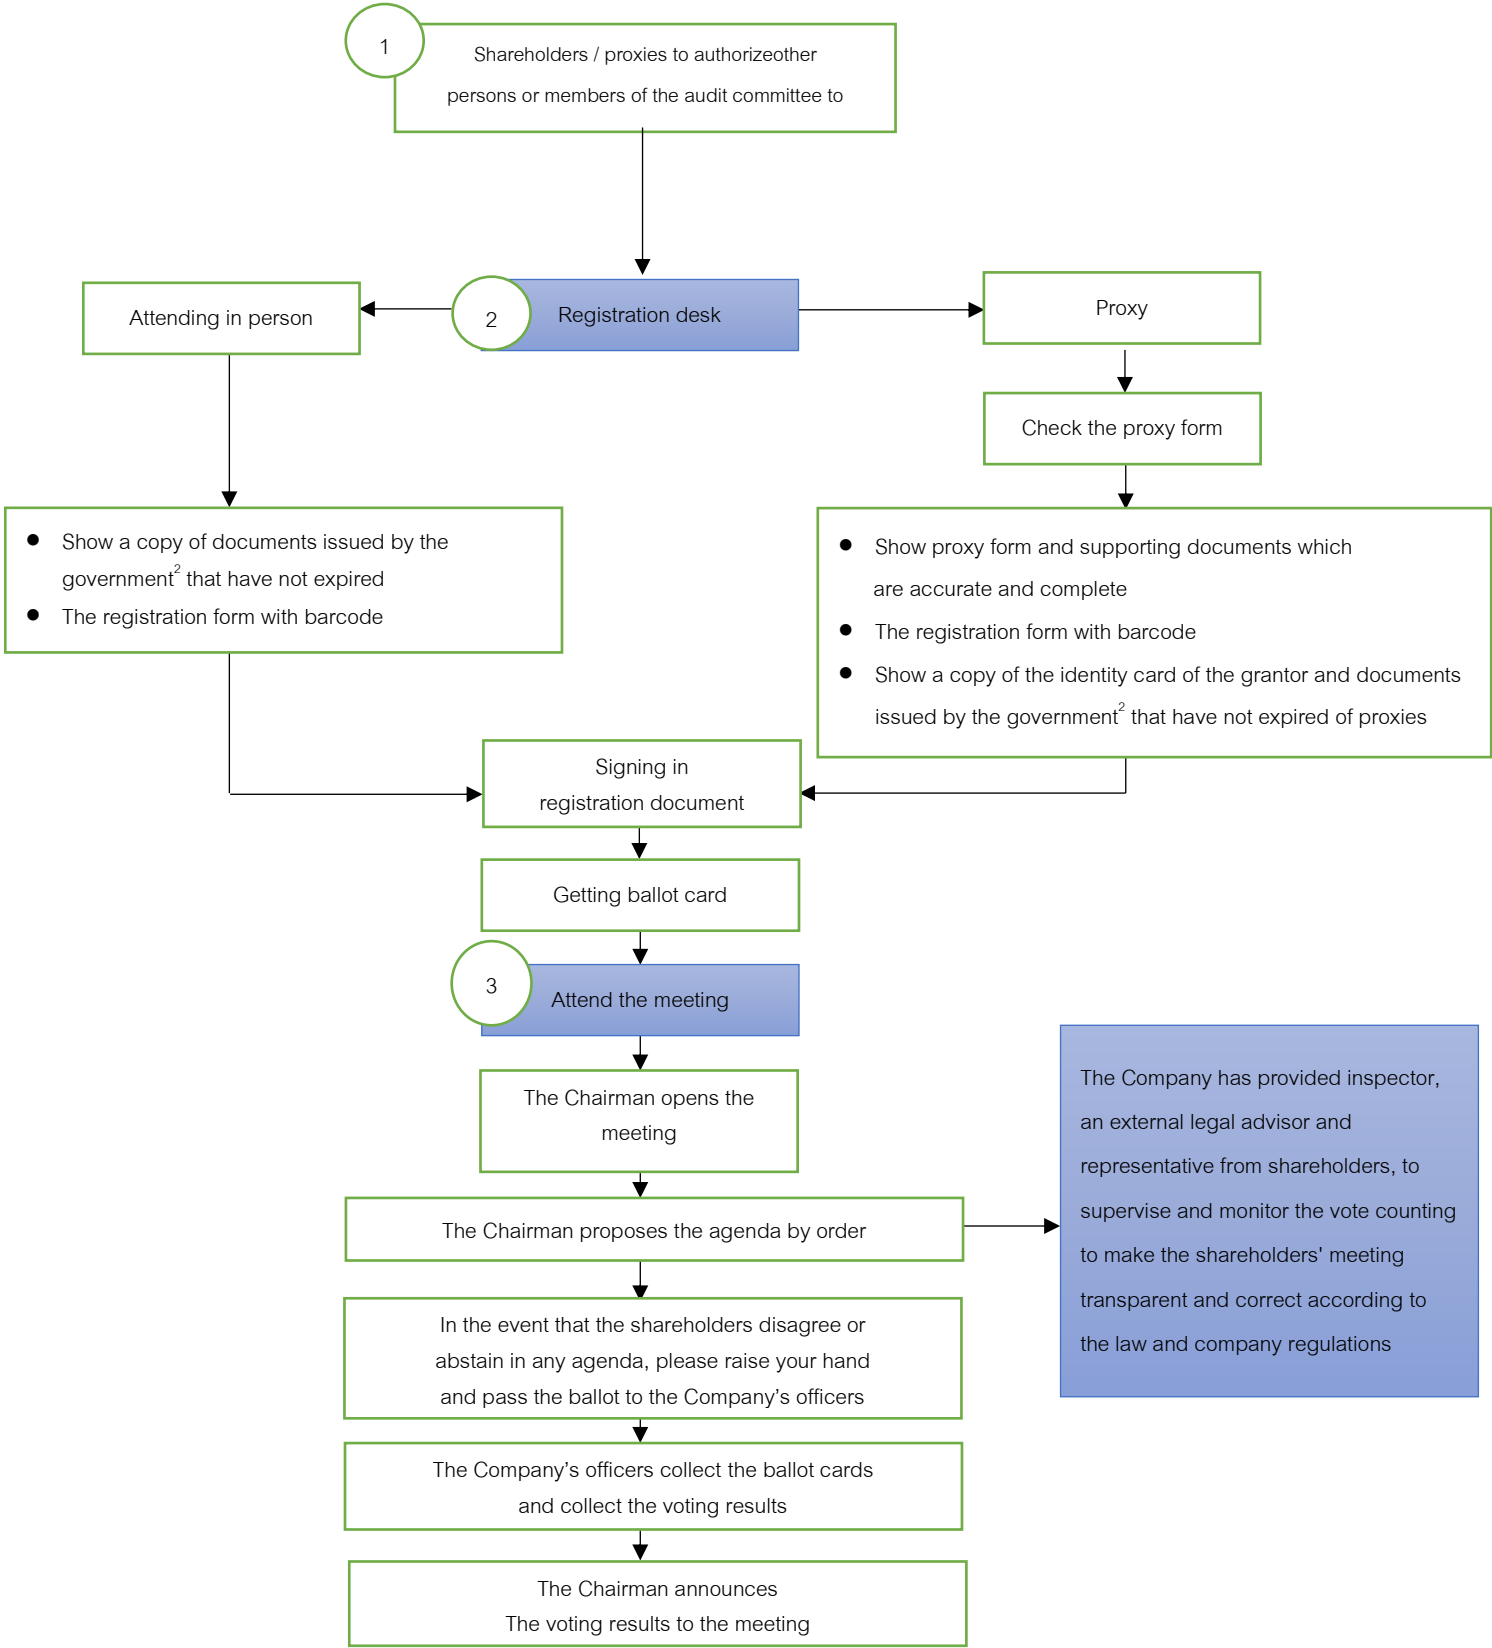 1
Shareholders / proxies to authorizeother
persons or members of the audit committee to
Attending in person
2
Registration desk
Proxy
Check the proxy form
● Show a copy of documents issued by the
government² that have not expired
● The registration form with barcode
● Show proxy form and supporting documents which
are accurate and complete
● The registration form with barcode
● Show a copy of the identity card of the grantor and documents
issued by the government² that have not expired of proxies
Signing in
registration document
Getting ballot card
3
Attend the meeting
The Chairman opens the
meeting
The Chairman proposes the agenda by order
The Company has provided inspector,
an external legal advisor and
representative from shareholders, to
supervise and monitor the vote counting
to make the shareholders' meeting
transparent and correct according to
the law and company regulations
In the event that the shareholders disagree or
abstain in any agenda, please raise your hand
and pass the ballot to the Company’s officers
The Company’s officers collect the ballot cards
and collect the voting results
The Chairman announces
The voting results to the meeting